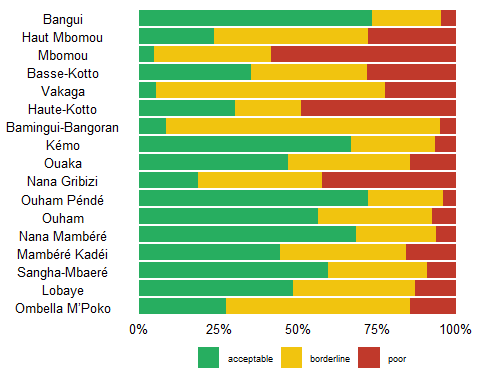 Bangui
Haut Mbomou
Mbomou
Basse-Kotto
Vakaga
Haute-Kotto
Bamingui-Bangoran
Kémo
Ouaka
Nana Gribizi
Ouham Péndé
Ouham
Nana Mambéré
Mambéré Kadéi
Sangha-Mbaeré
Lobaye
Ombella M'Poko
0% 25% 50% 75% 100%
acceptable borderline poor